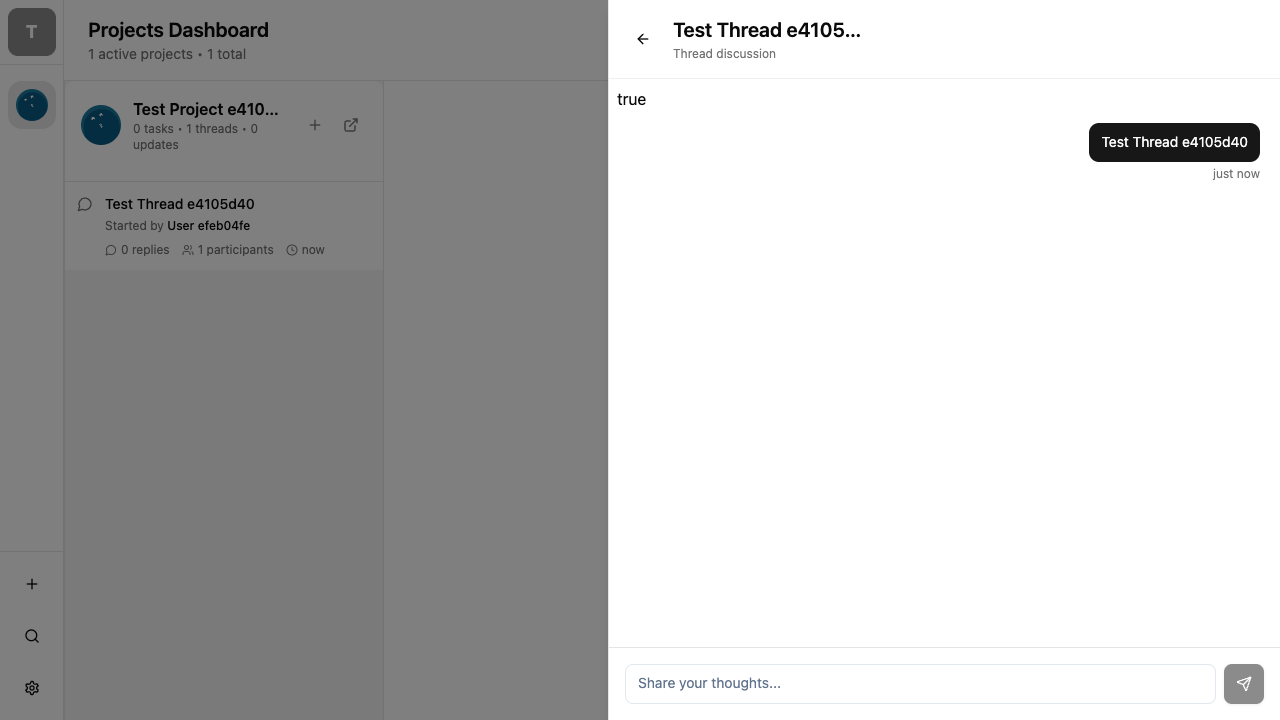 T
Projects Dashboard
1 active projects • 1 total
Test Project e410...
0 tasks • 1 threads • 0
updates
Test Thread e4105d40
Started by User efeb04fe
0 replies 1 participants now
Test Thread e4105...
Thread discussion
true
Test Thread e4105d40
just now
Share your thoughts...